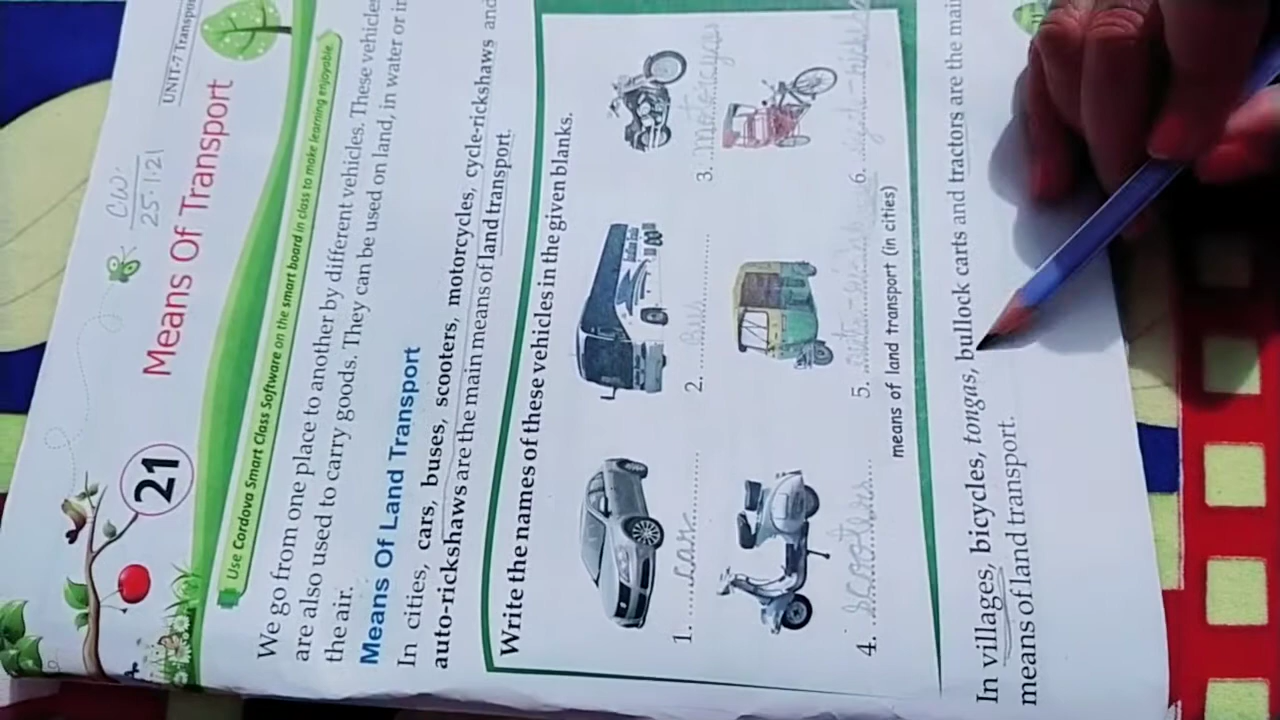 UNIT-7 Transpor
C.W.
25.1.21
21
Means Of Transport
Use Cordova Smart Class Software on the smart board in class to make learning enjoyable
We go from one place to another by different vehicles. These vehicles
are also used to carry goods. They can be used on land, in water or in
the air.
Means Of Land Transport
In cities, cars, buses, scooters, motorcycles, cycle-rickshaws and
auto-rickshaws are the main means of land transport.
Write the names of these vehicles in the given blanks.
1. car 2. Bus 3. motorcycles
4. scooters 5. 6.
means of land transport (in cities)
In villages, bicycles, tongas, bullock carts and tractors are the mai
means of land transport.